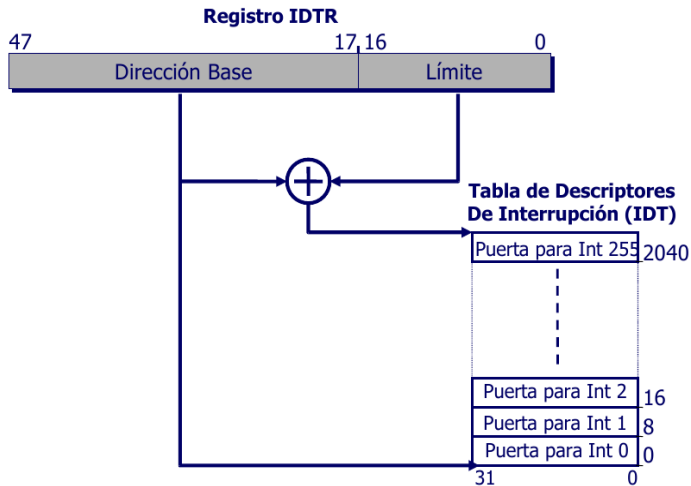 Registro IDTR
47 17 16 0
Dirección Base Límite
Tabla de Descriptores
De Interrupción (IDT)
Puerta para Int 255 2040
Puerta para Int 2 16
Puerta para Int 1 8
Puerta para Int 0 0
31 0